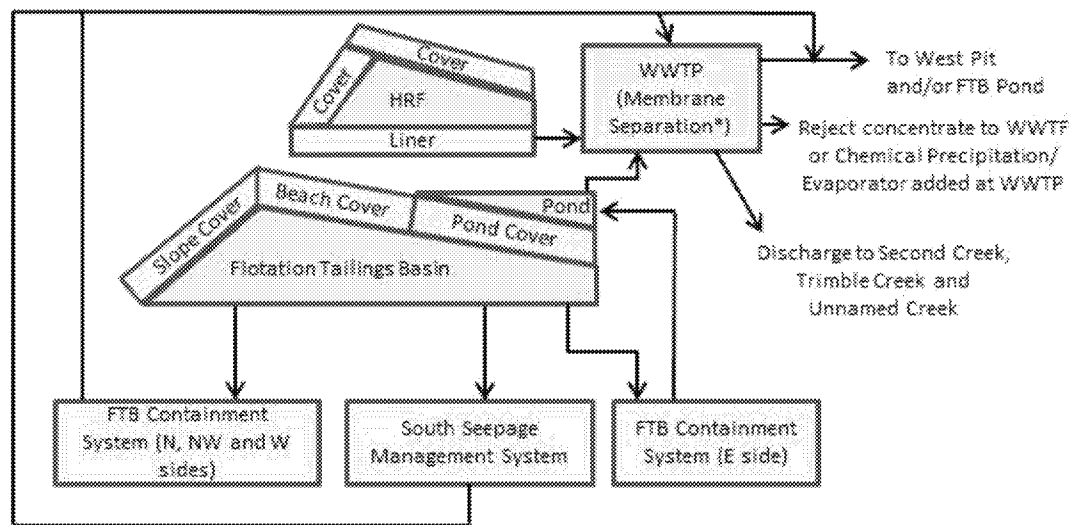 Cover
Cover
HRF
Liner
WWTP
(Membrane
Separation*)
To West Pit
and/or FTB Pond
Reject concentrate to WWTF
or Chemical Precipitation/
Evaporator added at WWTP
Discharge to Second Creek,
Trimble Creek and
Unnamed Creek
Slope Cover
Beach Cover
Pond
Pond Cover
Flotation Tailings Basin
FTB Containment
System (N, NW and W
sides)
South Seepage
Management System
FTB Containment
System (E side)